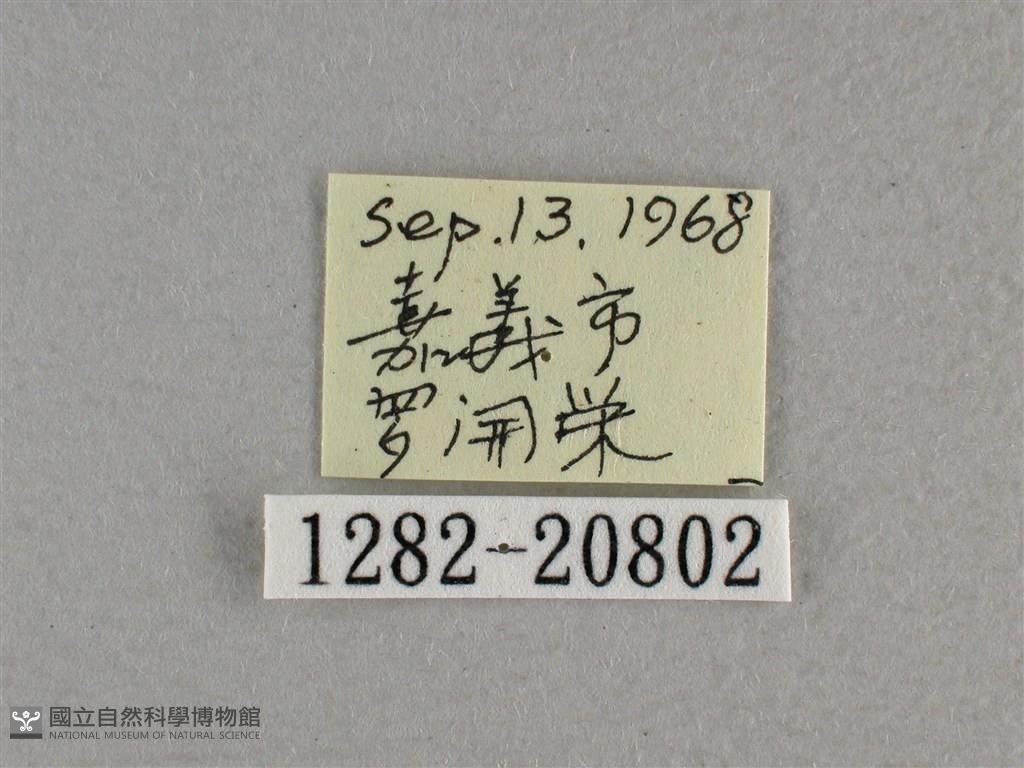 Sep. 13. 1968
嘉義市
罗開栄
1282-20802
國立自然科學博物館
NATIONAL MUSEUM OF NATURAL SCIENCE